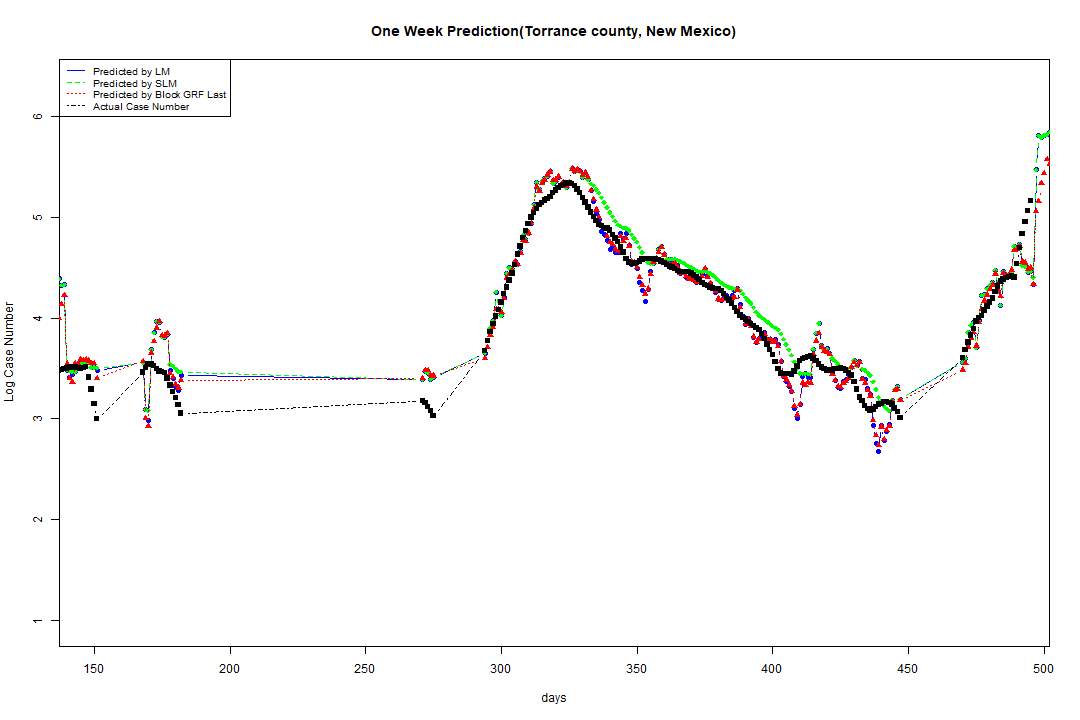 One Week Prediction(Torrance county, New Mexico)
Predicted by LM
Predicted by SLM
Predicted by Block GRF Last
Actual Case Number
Log Case Number
6
5
4
3
2
1
150 200 250 300 350 400 450 500
days